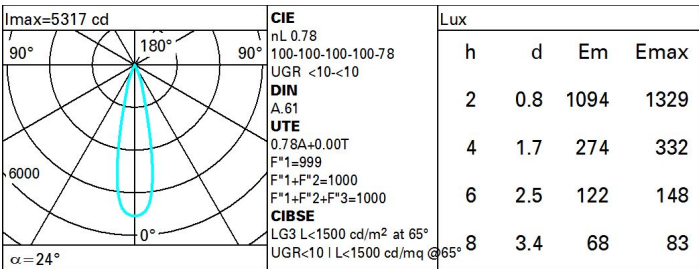 Imax=5317 cd
90°
180°
90°
6000
0°
α=24°
CIE
nL 0.78
100-100-100-100-78
UGR <10-<10
DIN
A.61
UTE
0.78A+0.00T
F"1=999
F"1+F"2=1000
F"1+F"2+F"3=1000
CIBSE
LG3 L<1500 cd/m² at 65°
UGR<10 | L<1500 cd/mq @65°
Lux
h d Em Emax
2 0.8 1094 1329
4 1.7 274 332
6 2.5 122 148
8 3.4 68 83